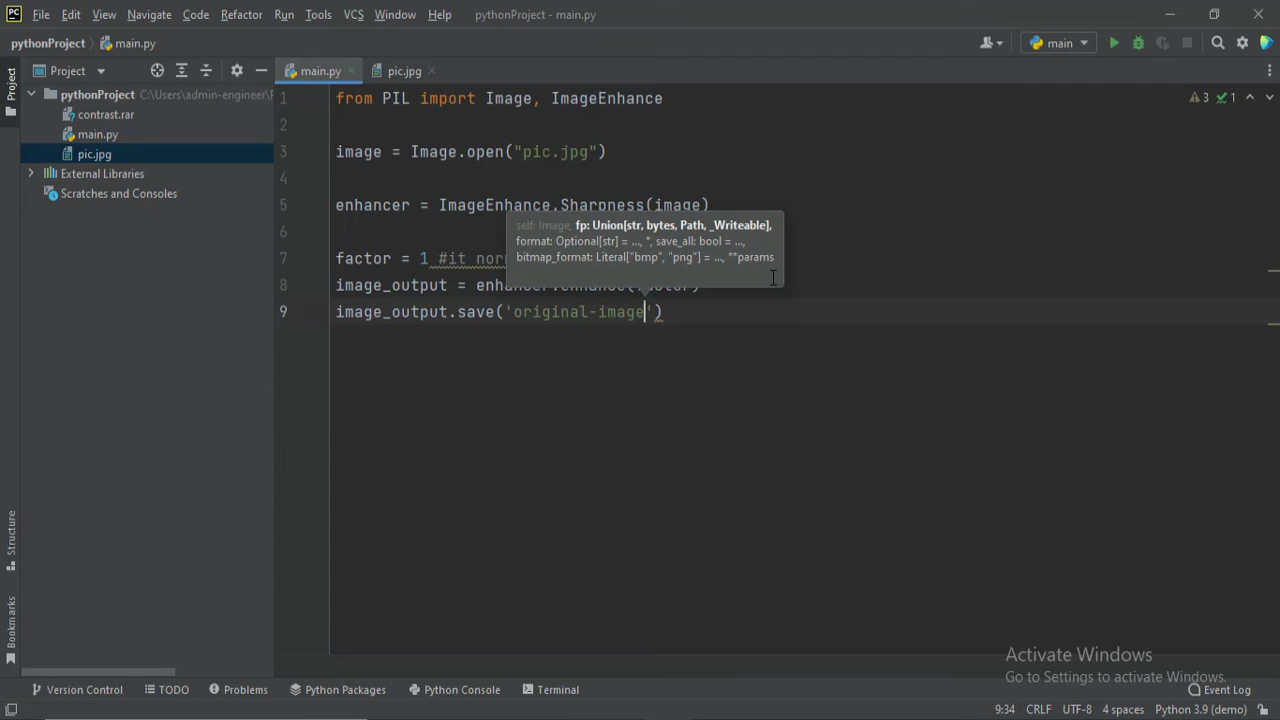 PC File Edit View Navigate Code Refactor Run Tools VCS Window Help pythonProject - main.py
pythonProject main.py main
Project Project main.py pic.jpg
pythonProject C:\Users\admin-engineer\
contrast.rar
main.py
pic.jpg
External Libraries
Scratches and Consoles
Structure
Bookmarks
3 1
1 from PIL import Image, ImageEnhance
2
3 image = Image.open("pic.jpg")
4
5 enhancer = ImageEnhance.Sharpness(image)
6
7 factor = 1 #it
8 image_output =
9 image_output.save('original-image')
self: Image, fp: Union[str, bytes, Path, _Writeable],
format: Optional[str] = ..., *, save_all: bool = ...,
bitmap_format: Literal["bmp", "png"] = ..., **params
Activate Windows
Go to Settings to activate Windows.
Version Control TODO Problems Python Packages Python Console Terminal Event Log
9:34 CRLF UTF-8 4 spaces Python 3.9 (demo)